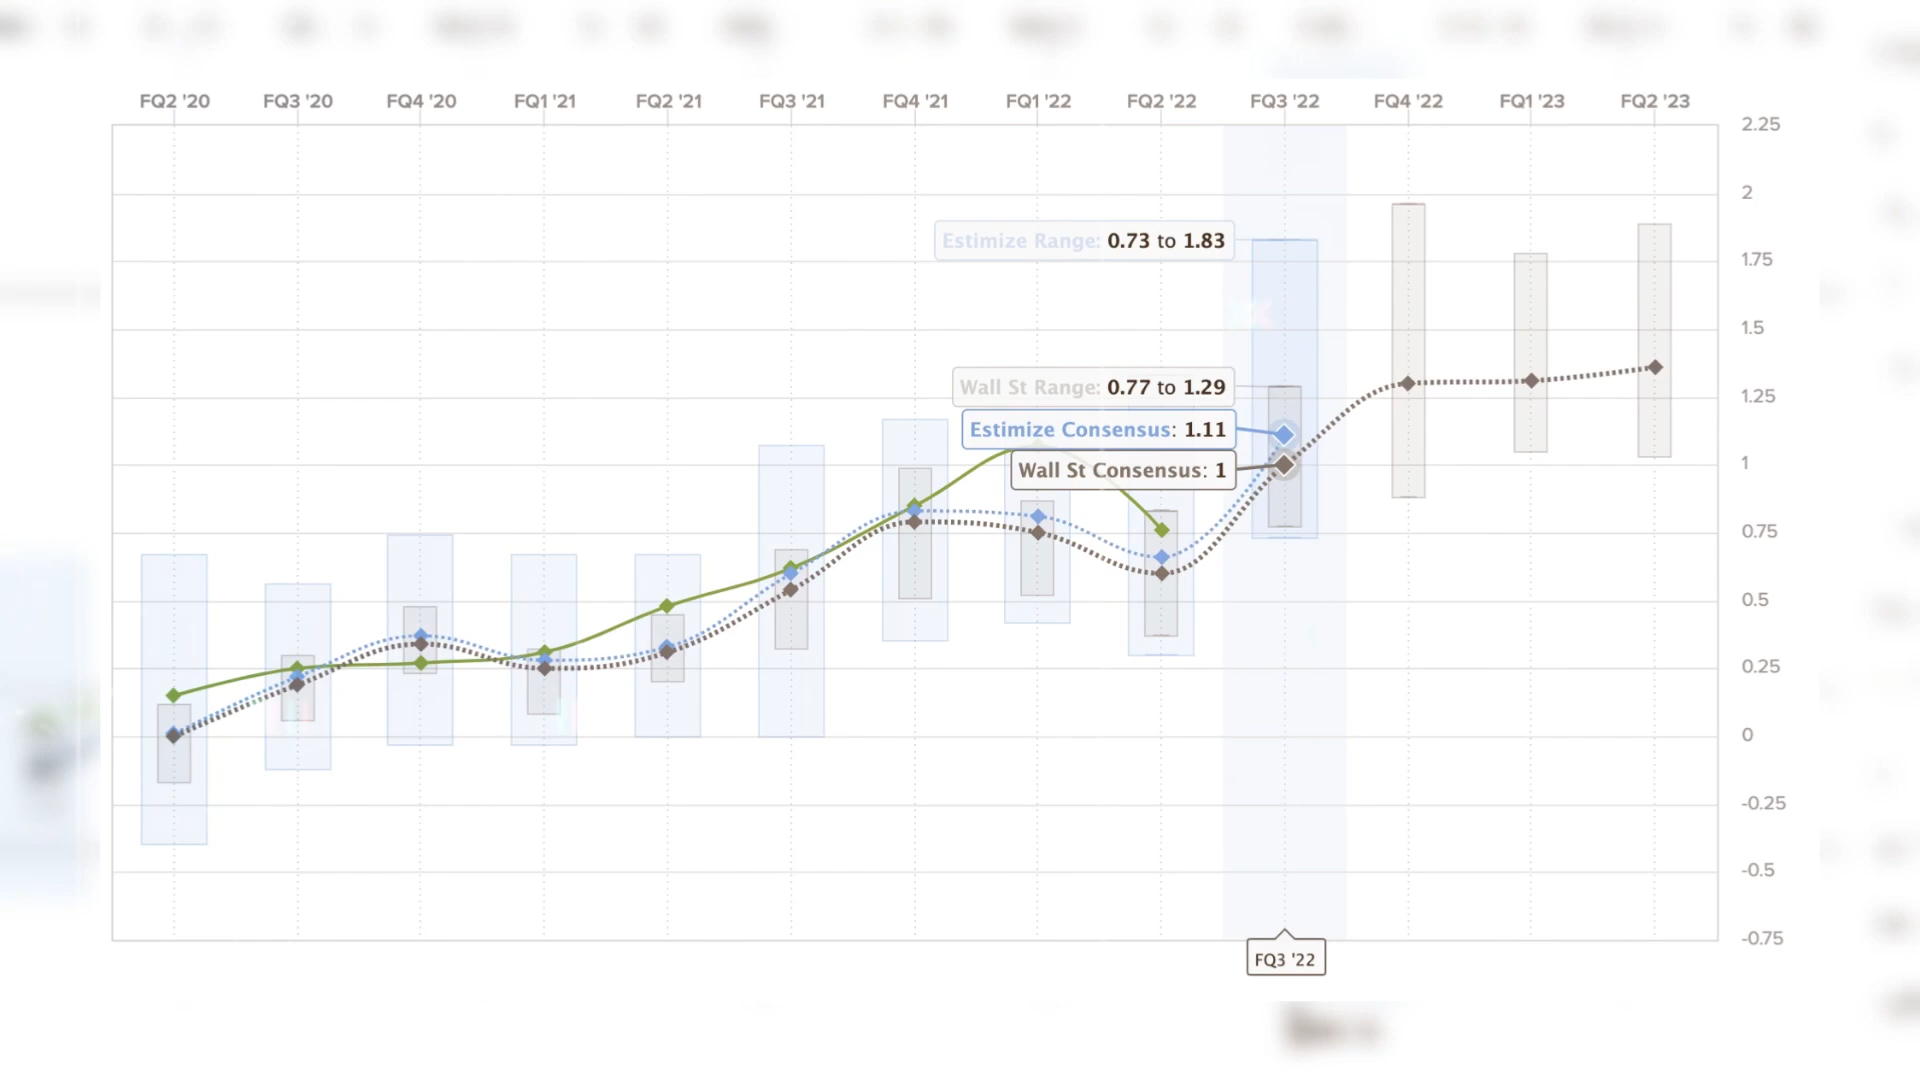 FQ2 '20 FQ3 '20 FQ4 '20 FQ1 '21 FQ2 '21 FQ3 '21 FQ4 '21 FQ1 '22 FQ2 '22 FQ3 '22 FQ4 '22 FQ1 '23 FQ2 '23
2.25
2
Estimize Range: 0.73 to 1.83
1.75
1.5
Wall St Range: 0.77 to 1.29
1.25
Estimize Consensus: 1.11
Wall St Consensus: 1
1
0.75
0.5
0.25
0
-0.25
-0.5
-0.75
FQ3 '22